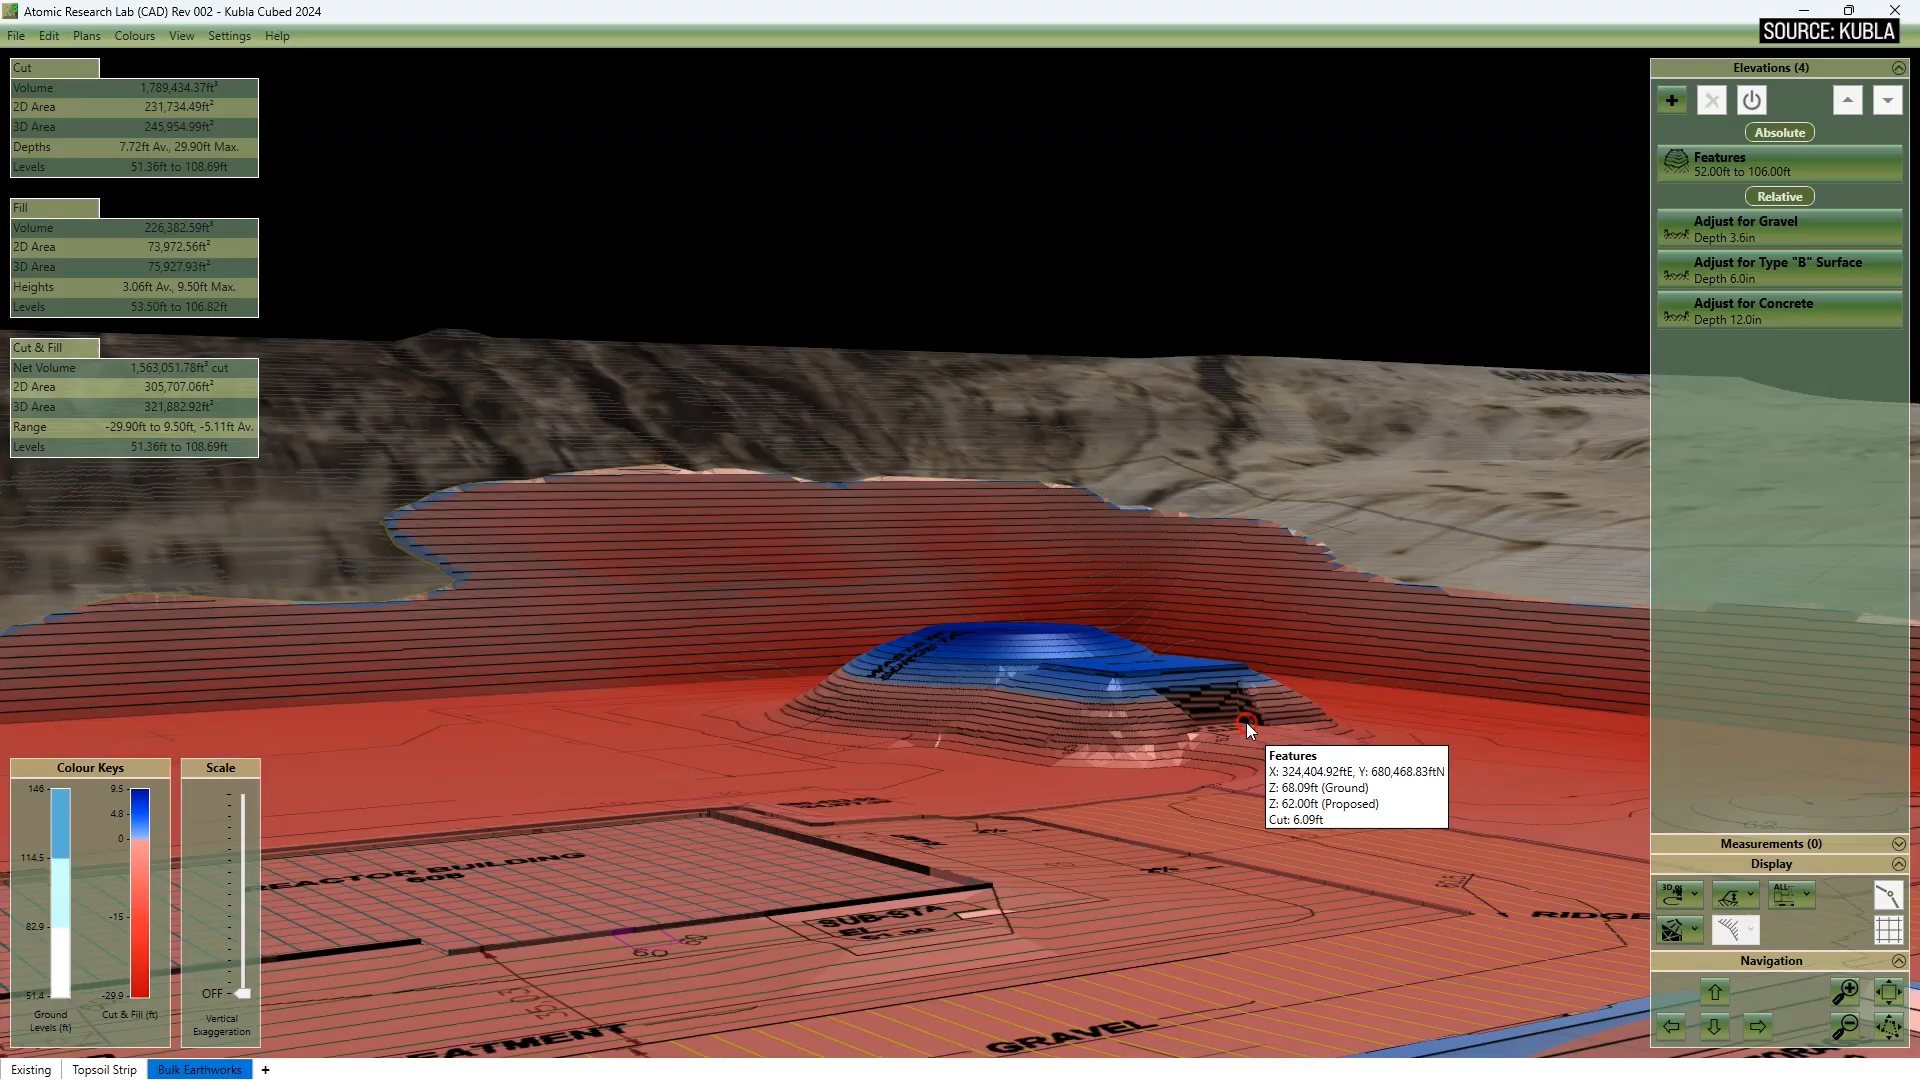 Atomic Research Lab (CAD) Rev 002 - Kubla Cubed 2024
SOURCE: KUBLA
File Edit Plans Colours View Settings Help
Cut
Volume 1,789,434.37ft³
2D Area 231,734.49ft²
3D Area 245,954.99ft²
Depths 7.72ft Av., 29.90ft Max.
Levels 51.36ft to 108.69ft
Fill
Volume 226,382.59ft³
2D Area 73,972.56ft²
3D Area 75,927.93ft²
Heights 3.06ft Av., 9.50ft Max.
Levels 53.50ft to 106.82ft
Cut & Fill
Net Volume 1,563,051.78ft³ cut
2D Area 305,707.06ft²
3D Area 321,882.92ft²
Range -29.90ft to 9.50ft, -5.11ft Av.
Levels 51.36ft to 108.69ft
Elevations (4)
Absolute
Features
52.00ft to 106.00ft
Relative
Adjust for Gravel
Depth 3.6in
Adjust for Type "B" Surface
Depth 6.0in
Adjust for Concrete
Depth 12.0in
Features
X: 324,404.92ftE, Y: 680,468.83ftN
Z: 68.09ft (Ground)
Z: 62.00ft (Proposed)
Cut: 6.09ft
REACTOR BUILDING
608
SUB-STA
EL. 61.50
60
RIDGE
EATMENT
GRAVEL
Colour Keys
146
114.5
82.9
51.4
Ground
Levels (ft)
9.5
4.8
0
-15
-29.9
Cut & Fill (ft)
Scale
OFF
Vertical
Exaggeration
Measurements (0)
Display
3D
ALL
Navigation
Existing Topsoil Strip Bulk Earthworks +